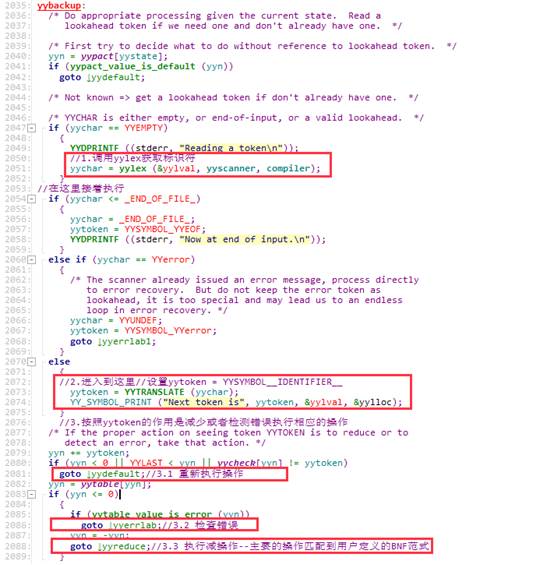 2035: yybackup:
2036: /* Do appropriate processing given the current state. Read a
2037: lookahead token if we need one and don't already have one. */
2038:
2039: /* First try to decide what to do without reference to lookahead token. */
2040: yyn = yypact[yystate];
2041: if (yypact_value_is_default (yyn))
2042: goto yydefault;
2043:
2044: /* Not known => get a lookahead token if don't already have one. */
2045:
2046: /* YYCHAR is either empty, or end-of-input, or a valid lookahead. */
2047: if (yychar == YYEMPTY)
2048: {
2049: YYDPRINTF ((stderr, "Reading a token\n"));
2050: //1.调用yylex获取标识符
2051: yychar = yylex (&yylval, yyscanner, compiler);
2052: }
2053: //在这里接着执行
2054: if (yychar <= _END_OF_FILE_)
2055: {
2056: yychar = _END_OF_FILE_;
2057: yytoken = YYSYMBOL_YYEOF;
2058: YYDPRINTF ((stderr, "Now at end of input.\n"));
2059: }
2060: else if (yychar == YYerror)
2061: {
2062: /* The scanner already issued an error message, process directly
2063: to error recovery. But do not keep the error token as
2064: lookahead, it is too special and may lead us to an endless
2065: loop in error recovery. */
2066: yychar = YYUNDEF;
2067: yytoken = YYSYMBOL_YYerror;
2068: goto yyerrlab1;
2069: }
2070: else
2071: {
2072: //2.进入到这里//设置yytoken = YYSYMBOL__IDENTIFIER__
2073: yytoken = YYTRANSLATE (yychar);
2074: YY_SYMBOL_PRINT ("Next token is", yytoken, &yylval, &yylloc);
2075: }
2076: //3.按照yytoken的作用是减少或者检测错误执行相应的操作
2077: /* If the proper action on seeing token YYTOKEN is to reduce or to
2078: detect an error, take that action. */
2079: yyn += yytoken;
2080: if (yyn < 0 || YYLAST < yyn || yycheck[yyn] != yytoken)
2081: goto yydefault;//3.1 重新执行操作
2082: yyn = yytable[yyn];
2083: if (yyn <= 0)
2084: {
2085: if (yytable_value_is_error (yyn))
2086: goto yyerrlab;//3.2 检查错误
2087: yyn = -yyn;
2088: goto yyreduce;//3.3 执行减操作--主要的操作匹配到用户定义的BNF范式
2089: }